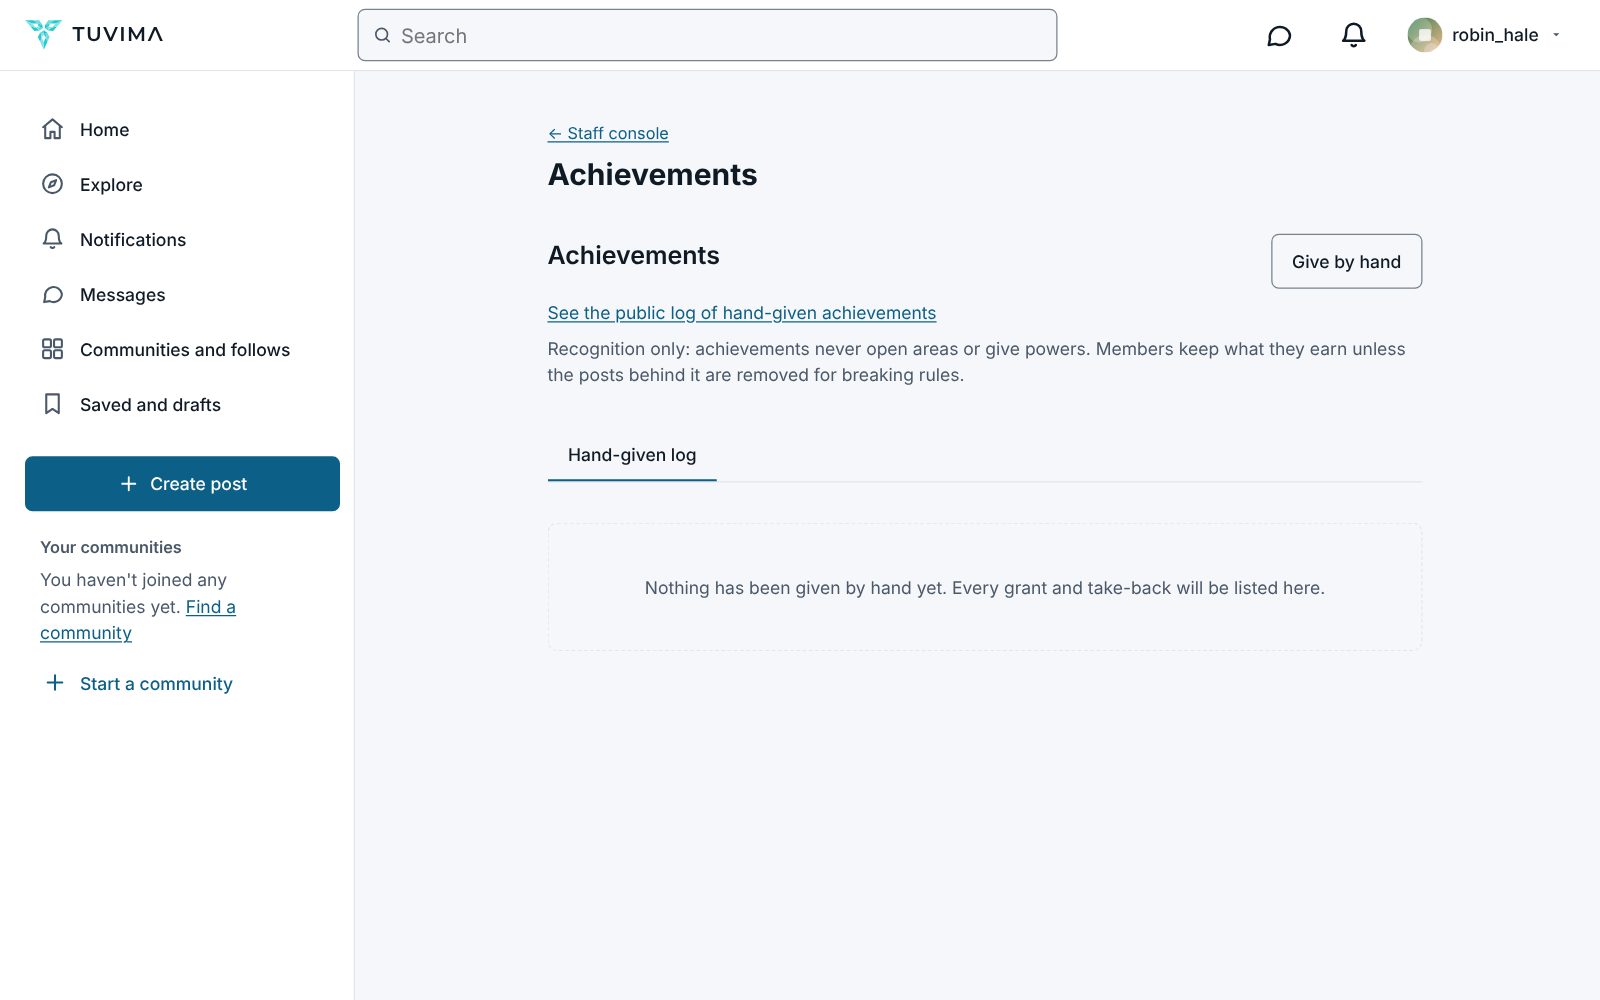 TUVIMA
Search
robin_hale
Home
Explore
Notifications
Messages
Communities and follows
Saved and drafts
+ Create post
Your communities
You haven't joined any
communities yet. Find a
community
+ Start a community
← Staff console
Achievements
Achievements
Give by hand
See the public log of hand-given achievements
Recognition only: achievements never open areas or give powers. Members keep what they earn unless
the posts behind it are removed for breaking rules.
Hand-given log
Nothing has been given by hand yet. Every grant and take-back will be listed here.